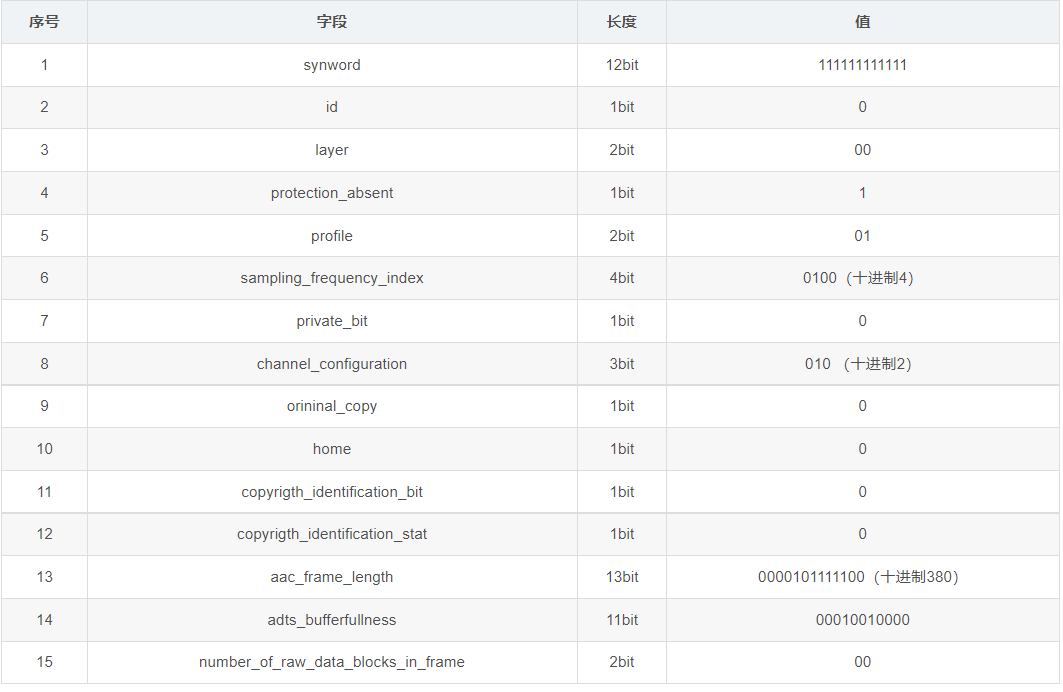 序号 字段 长度 值
1 synword 12bit 111111111111
2 id 1bit 0
3 layer 2bit 00
4 protection_absent 1bit 1
5 profile 2bit 01
6 sampling_frequency_index 4bit 0100（十进制4）
7 private_bit 1bit 0
8 channel_configuration 3bit 010 （十进制2）
9 orininal_copy 1bit 0
10 home 1bit 0
11 copyrigth_identification_bit 1bit 0
12 copyrigth_identification_stat 1bit 0
13 aac_frame_length 13bit 0000101111100（十进制380）
14 adts_bufferfullness 11bit 00010010000
15 number_of_raw_data_blocks_in_frame 2bit 00